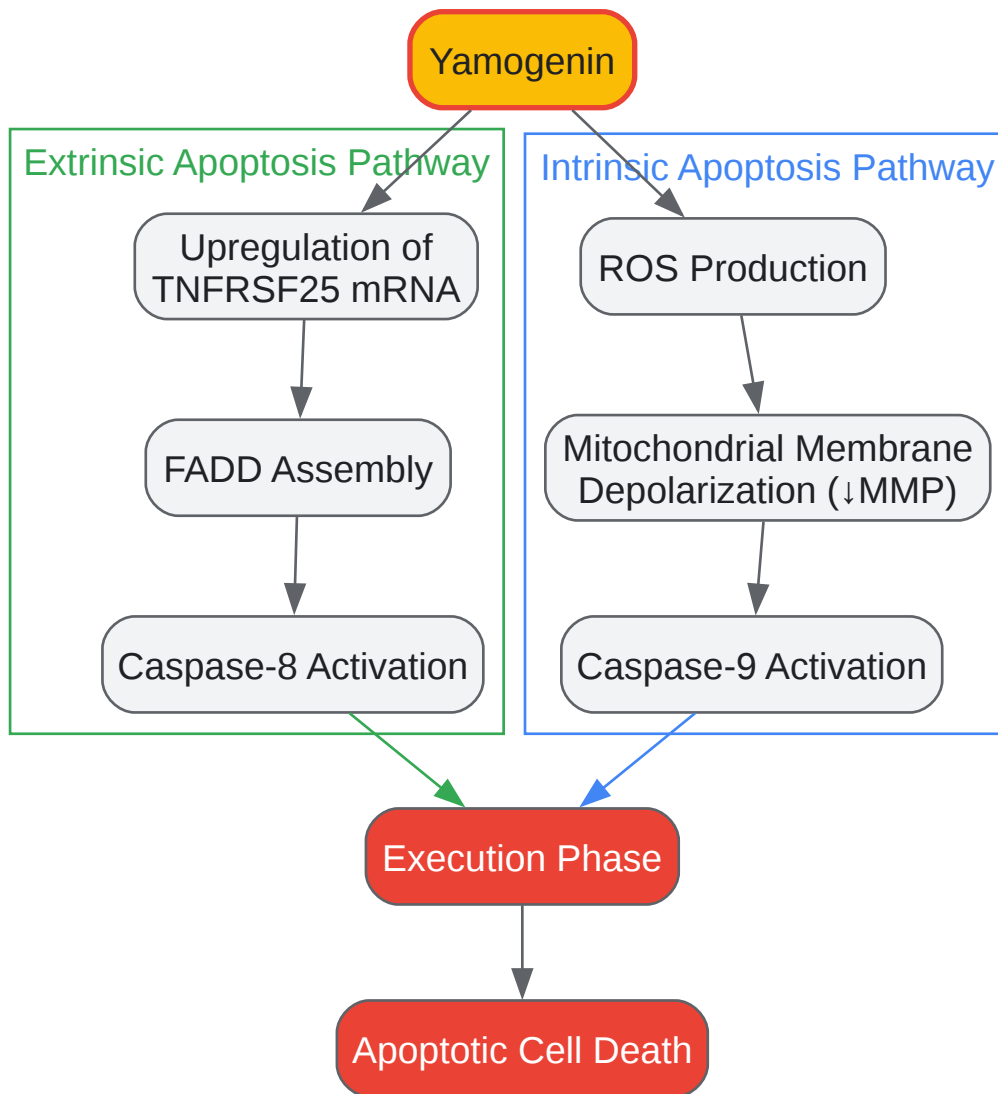 Yamogenin
Extrinsic Apoptosis Pathway
Intrinsic Apoptosis Pathway
Upregulation of
TNFRSF25 mRNA
ROS Production
FADD Assembly
Mitochondrial Membrane
Depolarization (↓MMP)
Caspase-8 Activation
Caspase-9 Activation
Execution Phase
Apoptotic Cell Death